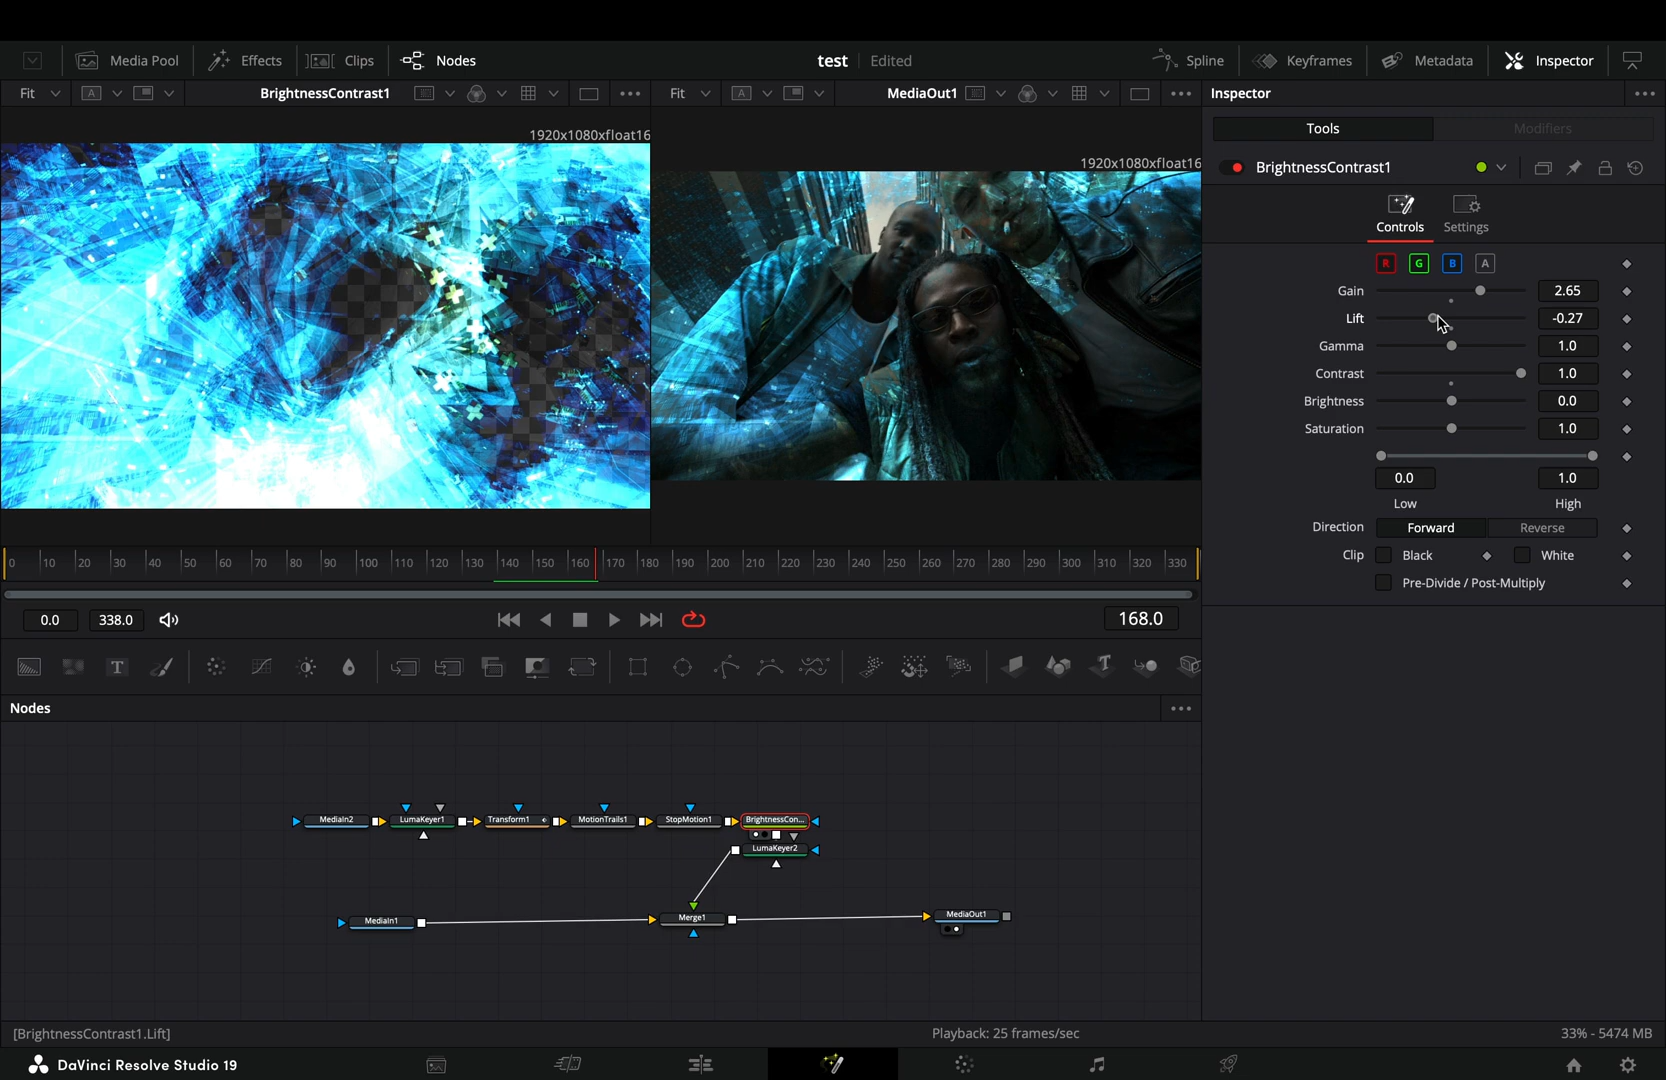 Media Pool Effects Clips Nodes test Edited Spline Keyframes Metadata Inspector
Fit A BrightnessContrast1 Fit A MediaOut1 Inspector
1920x1080xfloat16
1920x1080xfloat16
Tools Modifiers
BrightnessContrast1
Controls Settings
R G B A
Gain 2.65
Lift -0.27
Gamma 1.0
Contrast 1.0
Brightness 0.0
Saturation 1.0
0.0 1.0
Low High
Direction Forward Reverse
Clip Black White
Pre-Divide / Post-Multiply
0 10 20 30 40 50 60 70 80 90 100 110 120 130 140 150 160 170 180 190 200 210 220 230 240 250 260 270 280 290 300 310 320 330
0.0 338.0 168.0
T
T
Nodes
MediaIn2 LumaKeyer1 Transform1 MotionTrails1 StopMotion1 BrightnessCon...
LumaKeyer2
MediaIn1 Merge1 MediaOut1
[BrightnessContrast1.Lift] Playback: 25 frames/sec 33% - 5474 MB
DaVinci Resolve Studio 19